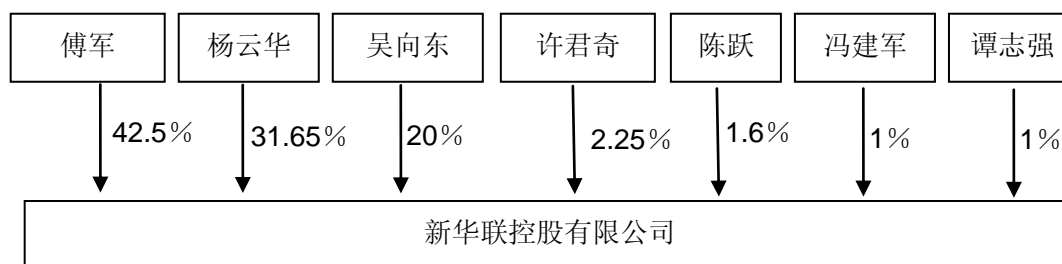 傅军 杨云华 吴向东 许君奇 陈跃 冯建军 谭志强
42.5％ 31.65％ 20％ 2.25％ 1.6％ 1％ 1％
新华联控股有限公司